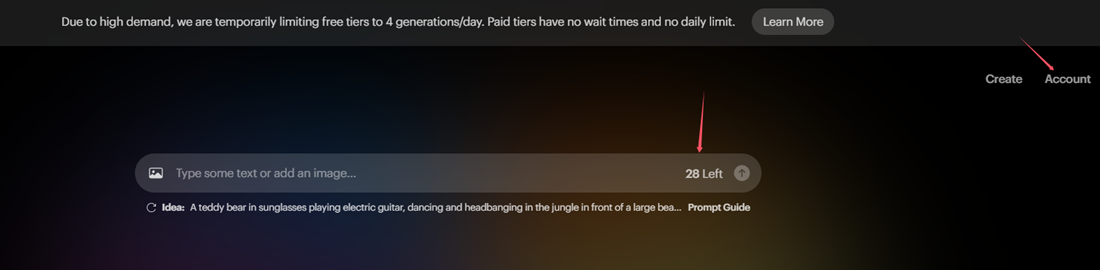 Due to high demand, we are temporarily limiting free tiers to 4 generations/day. Paid tiers have no wait times and no daily limit. Learn More
Create Account
Type some text or add an image... 28 Left
Idea: A teddy bear in sunglasses playing electric guitar, dancing and headbanging in the jungle in front of a large bea... Prompt Guide